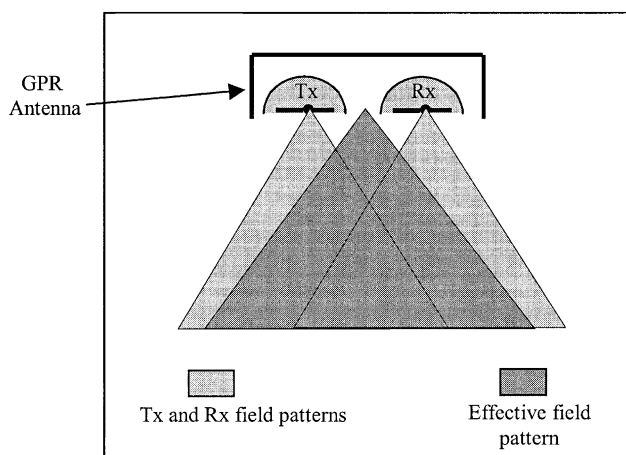 GPR
Antenna
Tx
Rx
Tx and Rx field patterns
Effective field
pattern